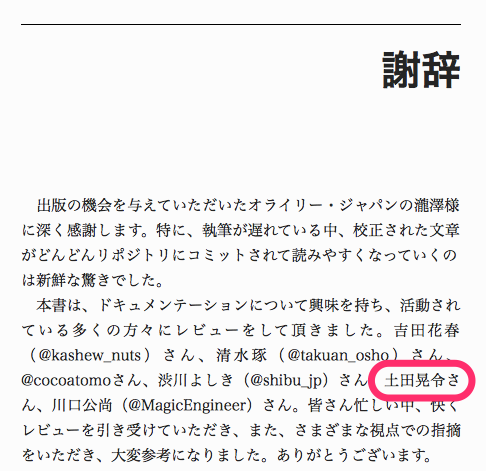 謝辞
出版の機会を与えていただいたオライリー・ジャパンの瀧澤様
に深く感謝します。特に、執筆が遅れている中、校正された文章
がどんどんリポジトリにコミットされて読みやすくなっていくの
は新鮮な驚きでした。
本書は、ドキュメンテーションについて興味を持ち、活動され
ている多くの方々にレビューをして頂きました。吉田花春
（@kashew_nuts）さん、清水琢（@takuan_osho）さん、
@cocoatomoさん、渋川よしき（@shibu_jp）さん、土田晃令さ
ん、川口公尚（@MagicEngineer）さん。皆さん忙しい中、快く
レビューを引き受けていただき、また、さまざまな視点での指摘
をいただき、大変参考になりました。ありがとうございます。